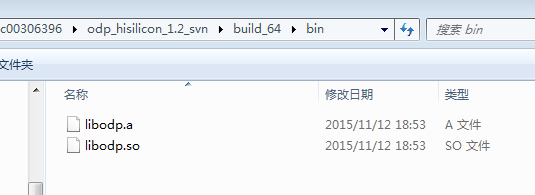 c00306396 ▸ odp_hisilicon_1.2_svn ▸ build_64 ▸ bin
搜索 bin
文件夹
名称 修改日期 类型
libodp.a 2015/11/12 18:53 A 文件
libodp.so 2015/11/12 18:53 SO 文件